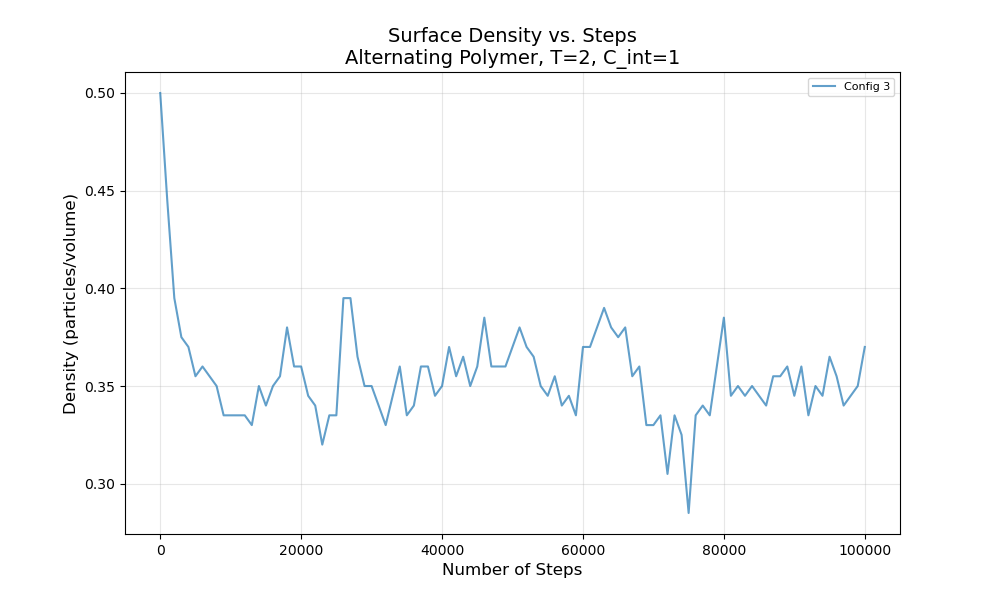 Surface Density vs. Steps
Alternating Polymer, T=2, C_int=1
Config 3
Density (particles/volume)
0.50
0.45
0.40
0.35
0.30
0 20000 40000 60000 80000 100000
Number of Steps